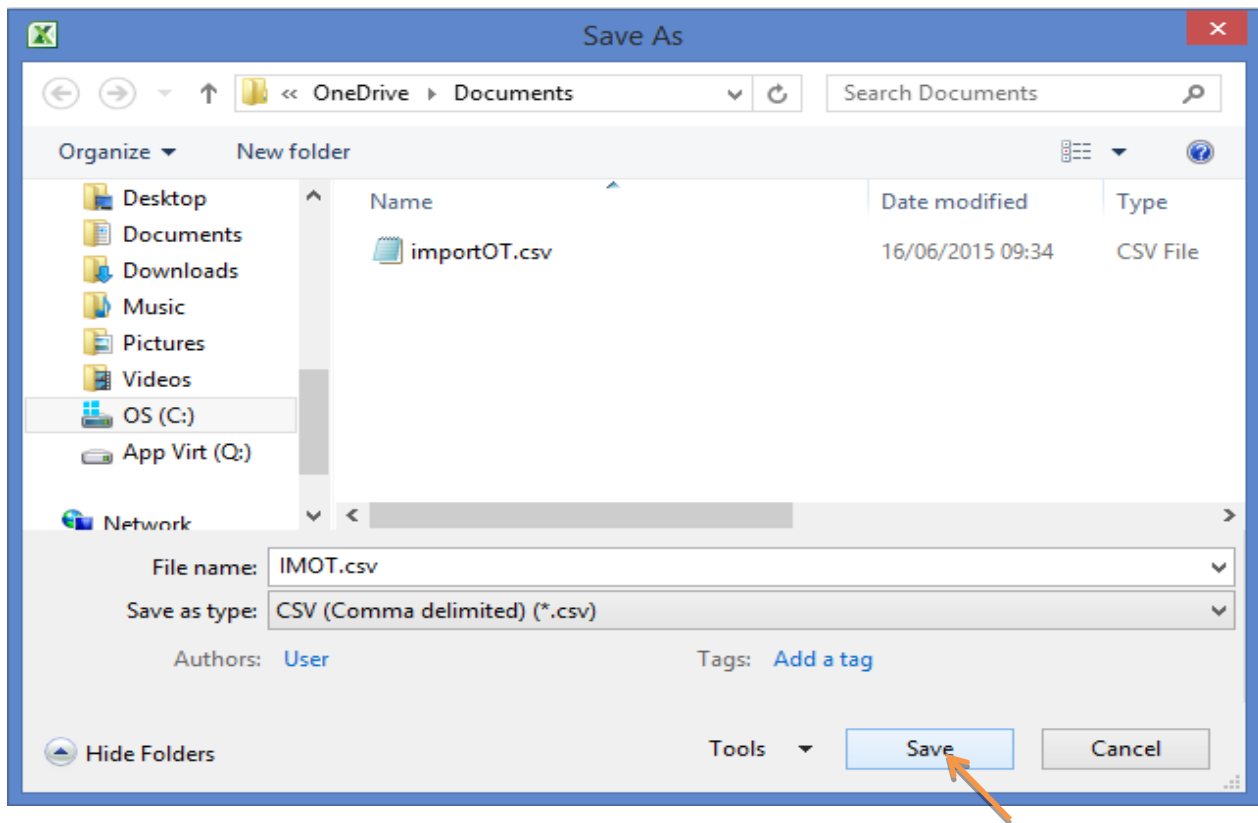 Save As
« OneDrive Documents Search Documents
Organize New folder
Name Date modified Type
Desktop
Documents
importOT.csv 16/06/2015 09:34 CSV File
Downloads
Music
Pictures
Videos
OS (C:)
App Virt (Q:)
Network
File name: IMOT.csv
Save as type: CSV (Comma delimited) (*.csv)
Authors: User Tags: Add a tag
Hide Folders Tools Save Cancel